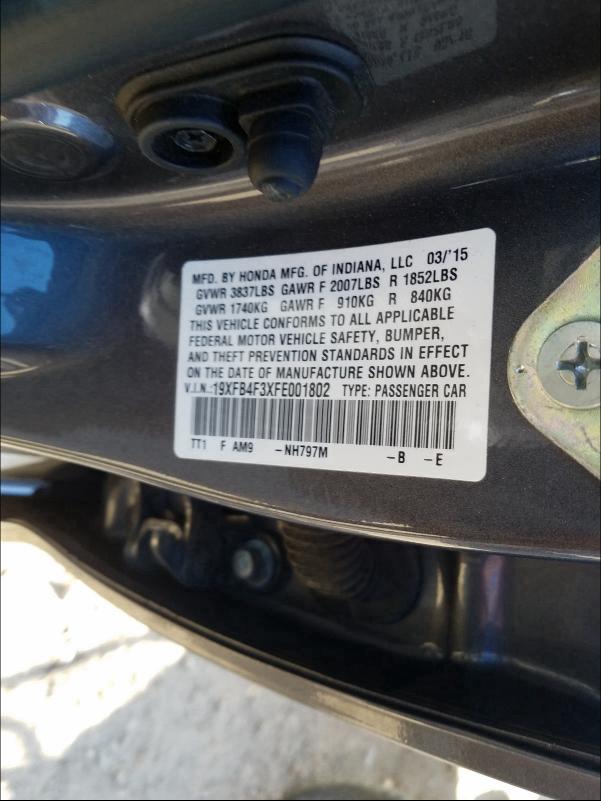 MFD. BY HONDA MFG. OF INDIANA, LLC 03/'15
GVWR 3837LBS GAWR F 2007LBS R 1852LBS
GVWR 1740KG GAWR F 910KG R 840KG
THIS VEHICLE CONFORMS TO ALL APPLICABLE
FEDERAL MOTOR VEHICLE SAFETY, BUMPER,
AND THEFT PREVENTION STANDARDS IN EFFECT
ON THE DATE OF MANUFACTURE SHOWN ABOVE.
V.I.N.:19XFB4F3XFE001802 TYPE: PASSENGER CAR
TT1 F AM9 -NH797M -B -E